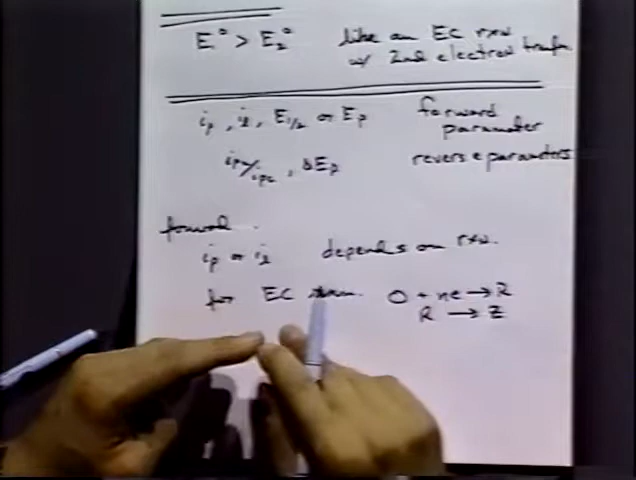 E₁° > E₂° like an EC rxn
w/ 2nd electron transfer
iₚ, iₗ, E₁/₂ or Eₚ forward
parameter
iₚₐ/iₚc, ΔEₚ reverse parameters
forward.
iₚ or iₗ depends on rxn.
for EC O + ne → R
R → Z